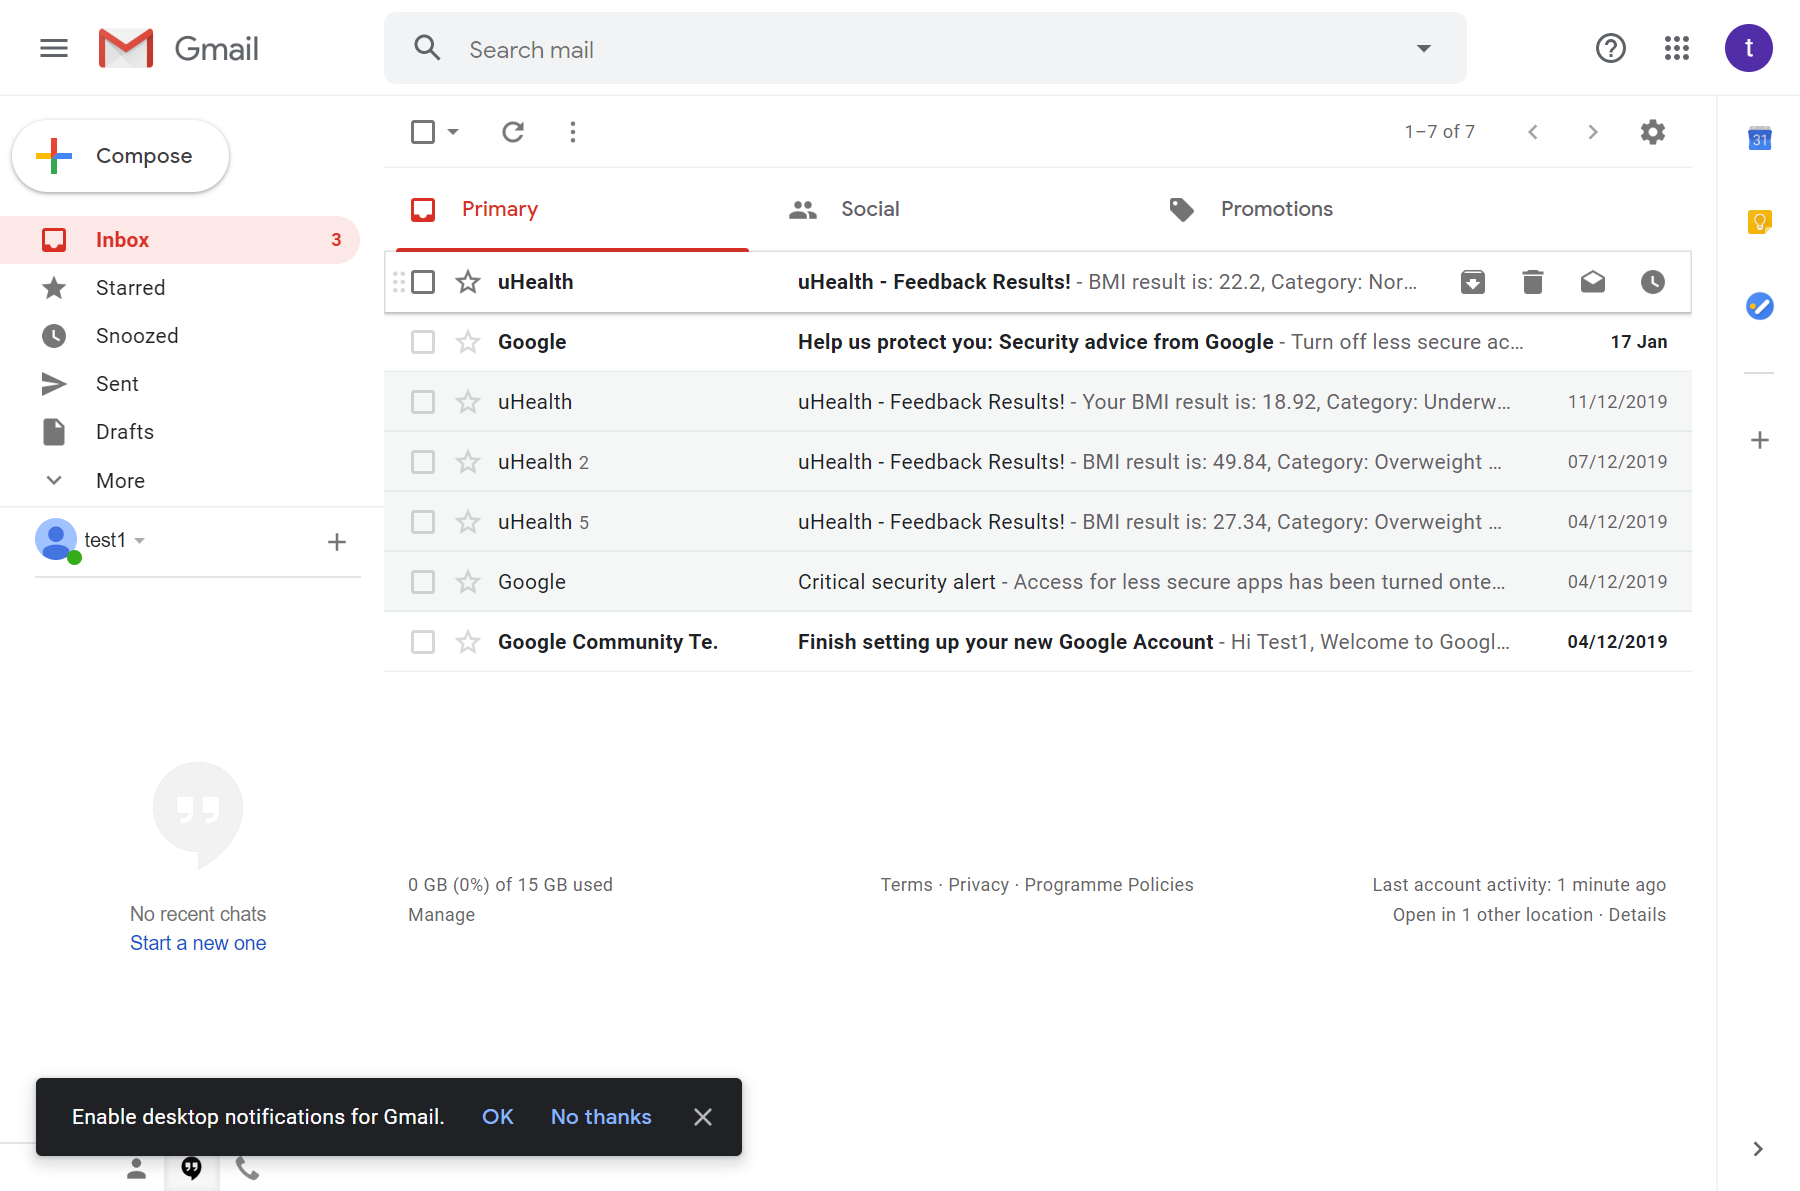 Gmail
Search mail
t
Compose
1–7 of 7
31
Primary
Social
Promotions
Inbox 3
Starred
Snoozed
Sent
Drafts
More
test1
uHealth uHealth - Feedback Results! - BMI result is: 22.2, Category: Nor...
Google Help us protect you: Security advice from Google - Turn off less secure ac... 17 Jan
uHealth uHealth - Feedback Results! - Your BMI result is: 18.92, Category: Underw... 11/12/2019
uHealth 2 uHealth - Feedback Results! - BMI result is: 49.84, Category: Overweight ... 07/12/2019
uHealth 5 uHealth - Feedback Results! - BMI result is: 27.34, Category: Overweight ... 04/12/2019
Google Critical security alert - Access for less secure apps has been turned onte... 04/12/2019
Google Community Te. Finish setting up your new Google Account - Hi Test1, Welcome to Googl... 04/12/2019
0 GB (0%) of 15 GB used
Manage
Terms · Privacy · Programme Policies
Last account activity: 1 minute ago
Open in 1 other location · Details
No recent chats
Start a new one
Enable desktop notifications for Gmail. OK No thanks